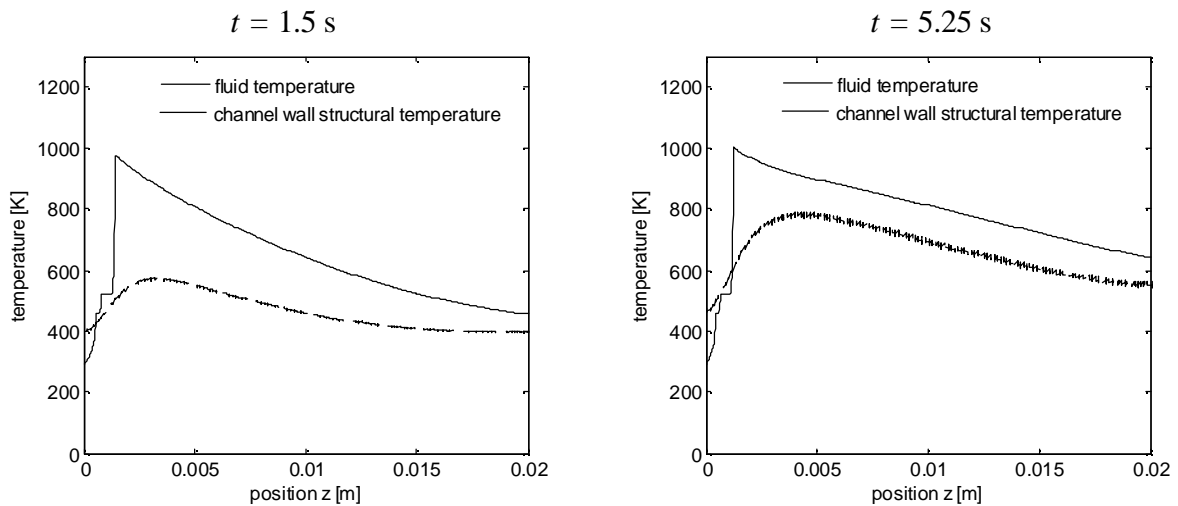 t = 1.5 s
1200
1000
800
600
400
200
0
temperature [K]
fluid temperature
channel wall structural temperature
0
0.005
0.01
0.015
0.02
position z [m]
t = 5.25 s
1200
1000
800
600
400
200
0
temperature [K]
fluid temperature
channel wall structural temperature
0
0.005
0.01
0.015
0.02
position z [m]